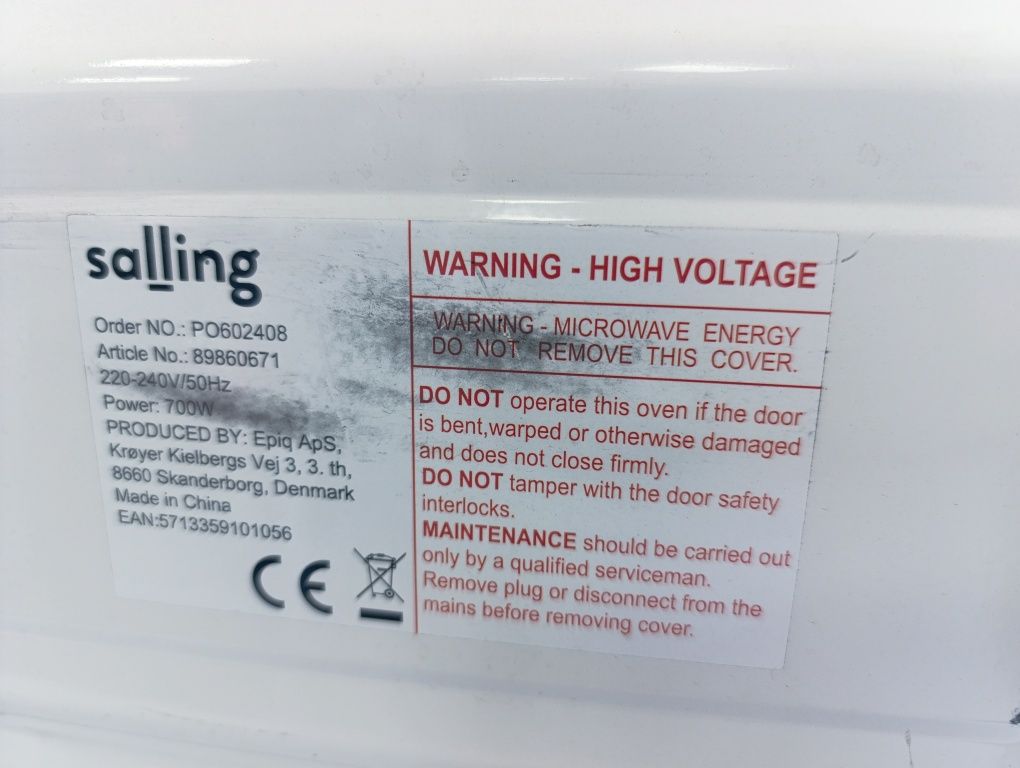 salling
Order NO.: PO602408
Article No.: 89860671
220-240V/50Hz
Power: 700W
PRODUCED BY: Epiq ApS,
Krøyer Kielbergs Vej 3, 3. th,
8660 Skanderborg, Denmark
Made in China
EAN:5713359101056
CE
WARNING - HIGH VOLTAGE
WARNING - MICROWAVE ENERGY
DO NOT REMOVE THIS COVER.
DO NOT operate this oven if the door
is bent,warped or otherwise damaged
and does not close firmly.
DO NOT tamper with the door safety
interlocks.
MAINTENANCE should be carried out
only by a qualified serviceman.
Remove plug or disconnect from the
mains before removing cover.